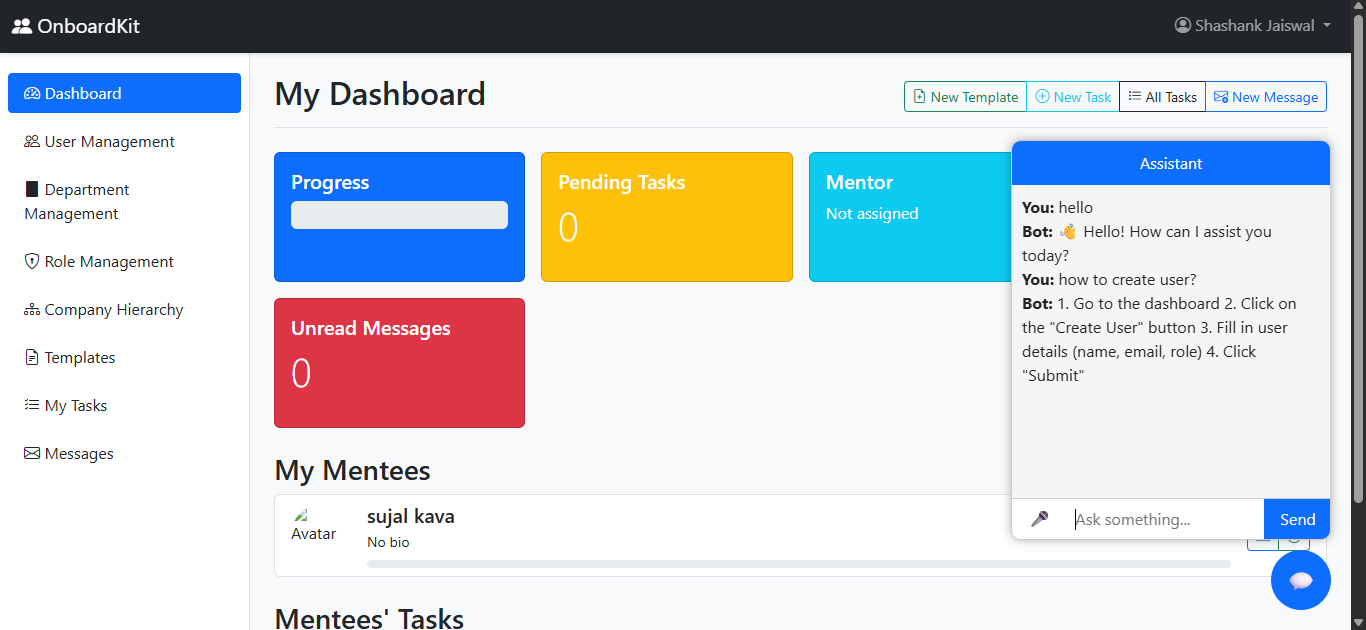 OnboardKit
Shashank Jaiswal
Dashboard
User Management
Department
Management
Role Management
Company Hierarchy
Templates
My Tasks
Messages
My Dashboard
New Template
New Task
All Tasks
New Message
Progress
Pending Tasks
0
Mentor
Not assigned
Unread Messages
0
My Mentees
Avatar
sujal kava
No bio
Mentees' Tasks
Assistant
You: hello
Bot: 👋 Hello! How can I assist you
today?
You: how to create user?
Bot: 1. Go to the dashboard 2. Click on
the "Create User" button 3. Fill in user
details (name, email, role) 4. Click
"Submit"
Ask something...
Send